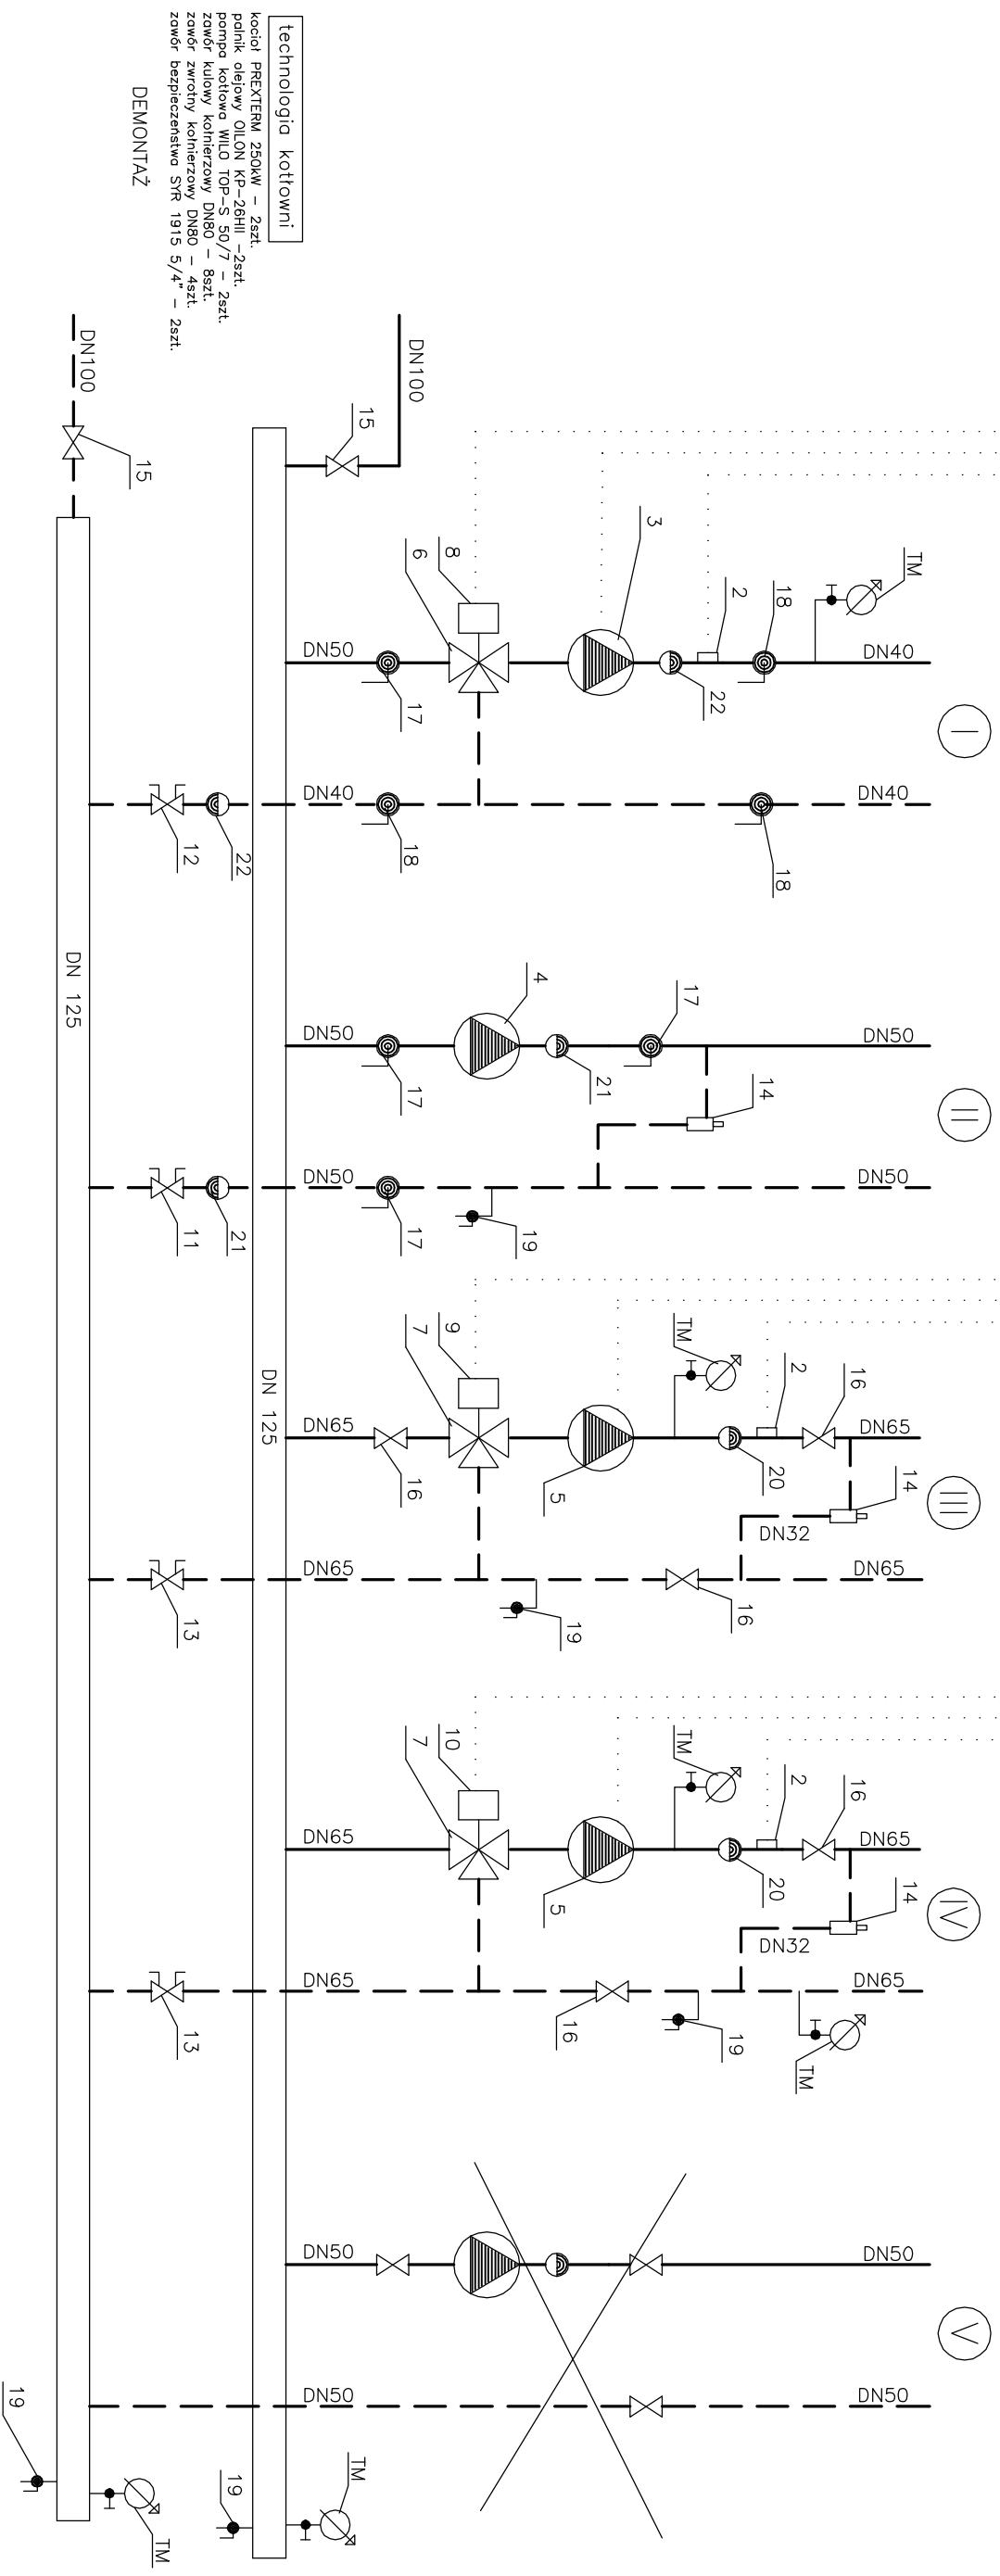 technologia kotłowni
kocioł PREXTERM 250kW – 2szt.
palnik olejowy OILON KP–26HII –2szt.
pompa kotłowa WILO TOP–S 50/7 – 2szt.
zawór kulowy kołnierzowy DN80 – 8szt.
zawór zwrotny kołnierzowy DN80 – 4szt.
zawór bezpieczeństwa SYR 1915 5/4" – 2szt.
DEMONTAŻ
DN100
15
DN100
15
TM
18
2
3
22
8
6
DN50
17
DN40
I
DN40
18
18
DN40
22
12
4
17
21
14
DN50
17
DN50
II
DN50
17
19
DN50
21
11
DN 125
DN 125
TM
9
7
2
16
20
5
DN65
16
DN65
III
14
DN32
DN65
16
19
DN65
13
TM
10
7
2
16
20
5
DN65
DN65
IV
14
DN32
DN65
16
19
TM
DN65
13
DN50
DN50
V
DN50
DN50
TM
19
TM
19